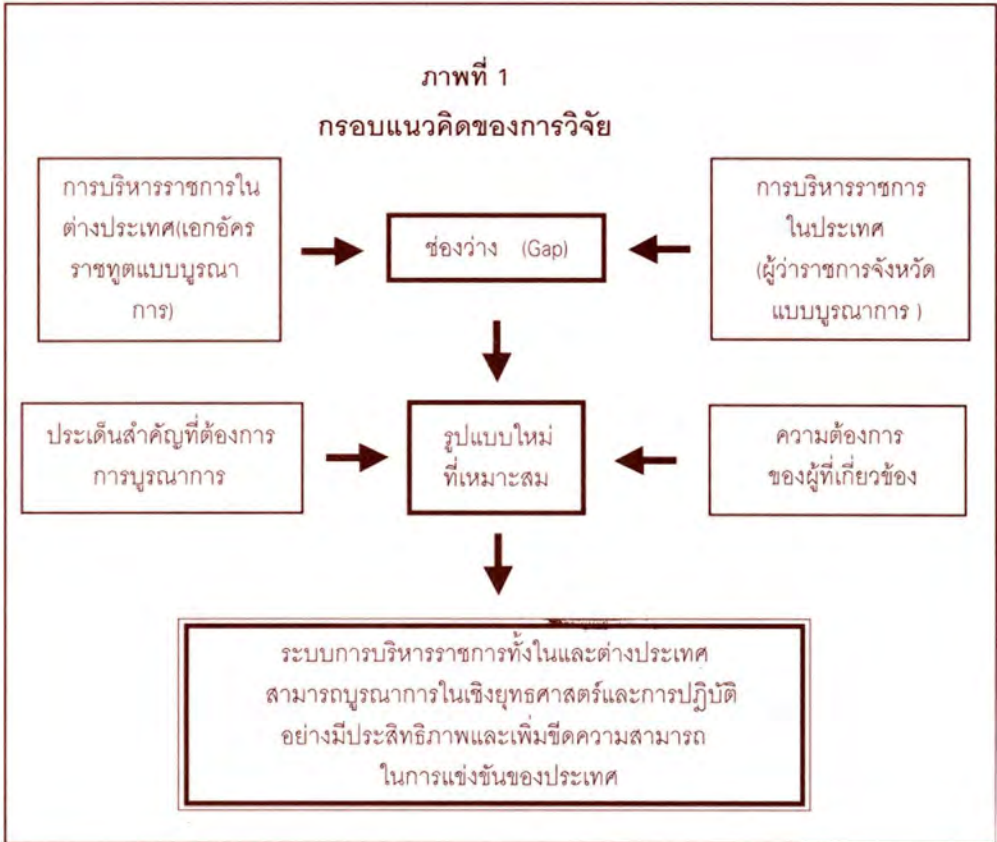 ภาพที่ 1
กรอบแนวคิดของการวิจัย
การบริหารราชการใน
ต่างประเทศ(เอกอัคร
ราชทูตแบบบูรณา
การ)
ช่องว่าง (Gap)
การบริหารราชการ
ในประเทศ
(ผู้ว่าราชการจังหวัด
แบบบูรณาการ )
ประเด็นสำคัญที่ต้องการ
การบูรณาการ
รูปแบบใหม่
ที่เหมาะสม
ความต้องการ
ของผู้ที่เกี่ยวข้อง
ระบบการบริหารราชการทั้งในและต่างประเทศ
สามารถบูรณาการในเชิงยุทธศาสตร์และการปฏิบัติ
อย่างมีประสิทธิภาพและเพิ่มขีดความสามารถ
ในการแข่งขันของประเทศ